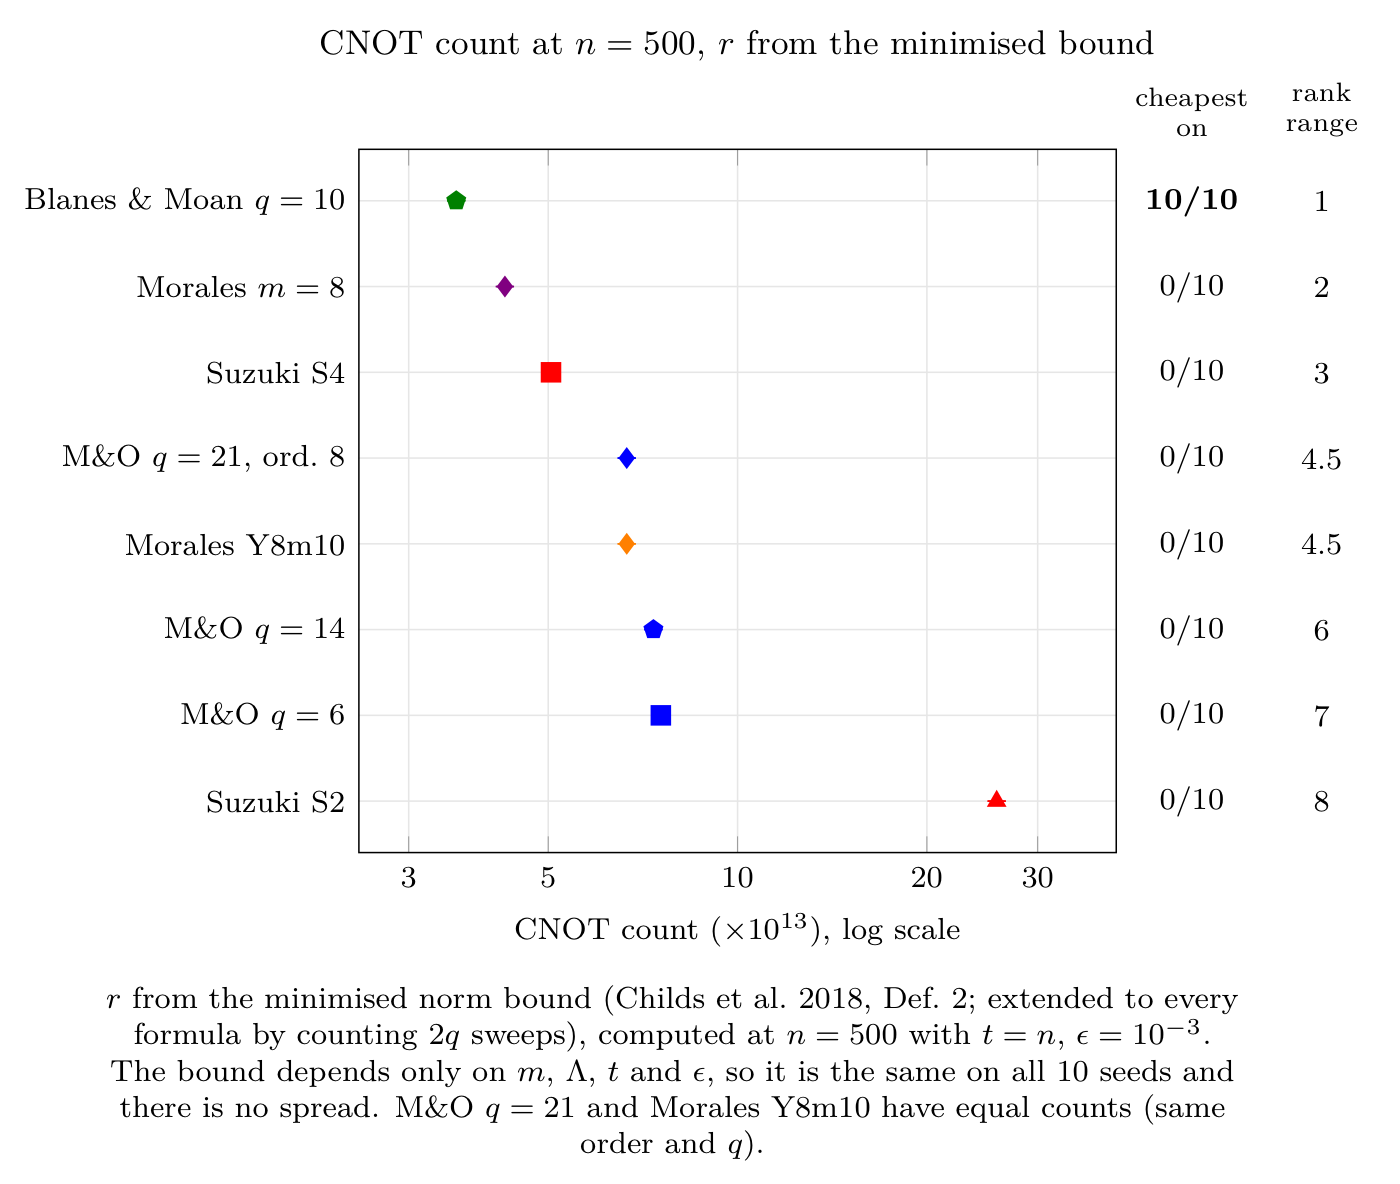 CNOT count at n = 500, r from the minimised bound
cheapest on
rank range
Blanes & Moan q = 10 10/10 1
Morales m = 8 0/10 2
Suzuki S4 0/10 3
M&O q = 21, ord. 8 0/10 4.5
Morales Y8m10 0/10 4.5
M&O q = 14 0/10 6
M&O q = 6 0/10 7
Suzuki S2 0/10 8
3 5 10 20 30
CNOT count (×10¹³), log scale
r from the minimised norm bound (Childs et al. 2018, Def. 2; extended to every
formula by counting 2q sweeps), computed at n = 500 with t = n, ϵ = 10⁻³.
The bound depends only on m, Λ, t and ϵ, so it is the same on all 10 seeds and
there is no spread. M&O q = 21 and Morales Y8m10 have equal counts (same
order and q).